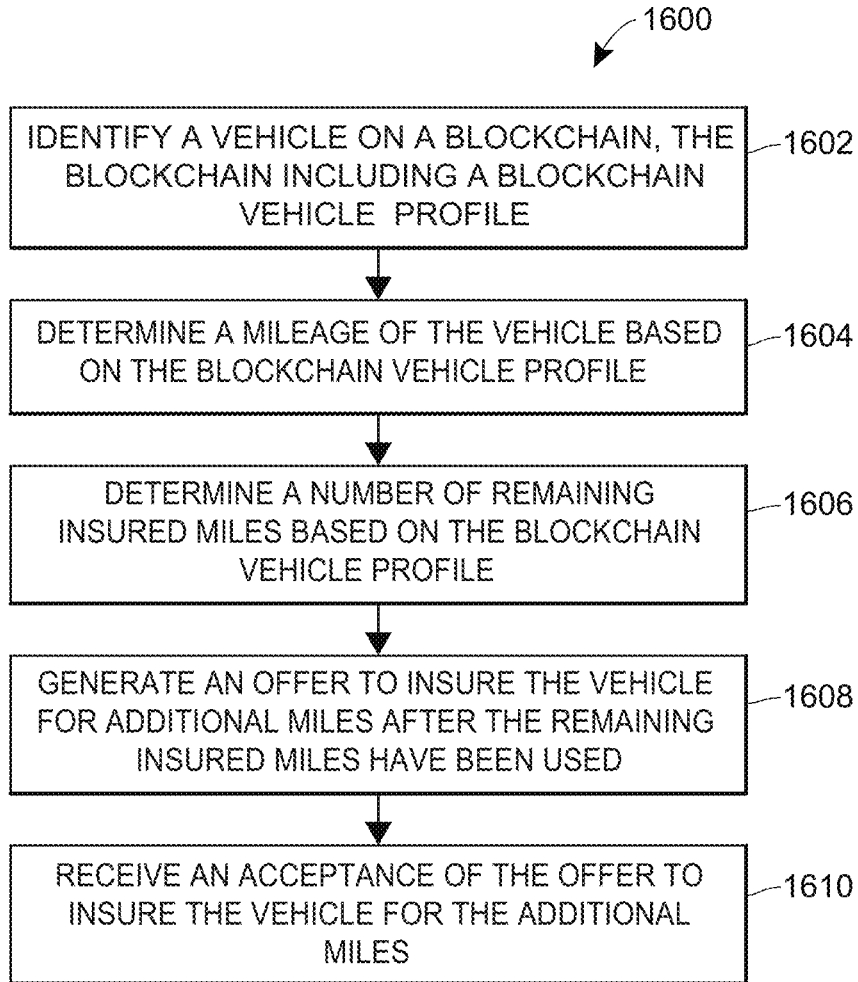 1600
IDENTIFY A VEHICLE ON A BLOCKCHAIN, THE
BLOCKCHAIN INCLUDING A BLOCKCHAIN
VEHICLE PROFILE
1602
DETERMINE A MILEAGE OF THE VEHICLE BASED
ON THE BLOCKCHAIN VEHICLE PROFILE
1604
DETERMINE A NUMBER OF REMAINING
INSURED MILES BASED ON THE BLOCKCHAIN
VEHICLE PROFILE
1606
GENERATE AN OFFER TO INSURE THE VEHICLE
FOR ADDITIONAL MILES AFTER THE REMAINING
INSURED MILES HAVE BEEN USED
1608
RECEIVE AN ACCEPTANCE OF THE OFFER TO
INSURE THE VEHICLE FOR THE ADDITIONAL
MILES
1610